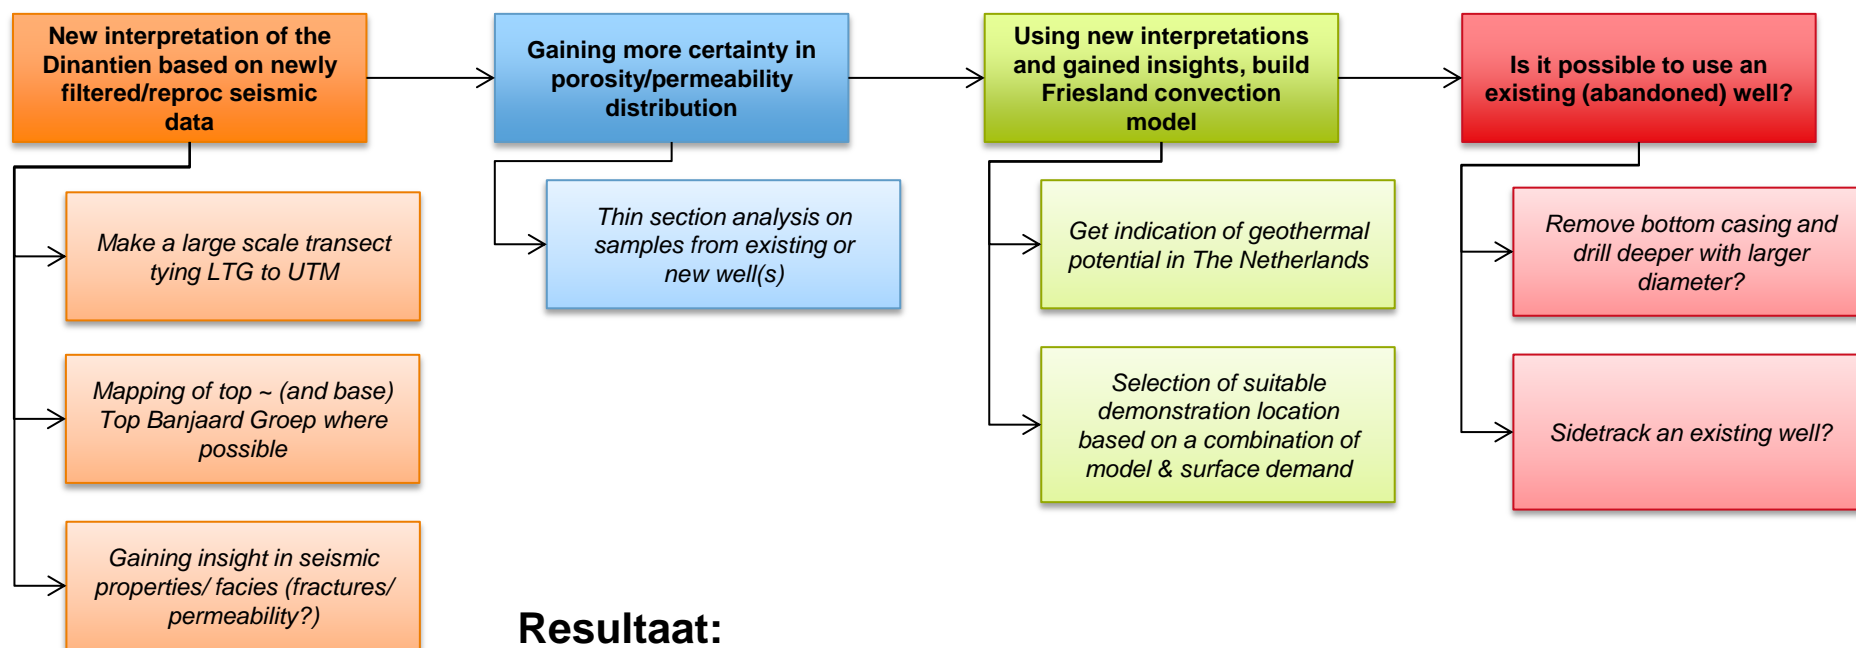 New interpretation of the
Dinantien based on newly
filtered/reproc seismic
data
Make a large scale transect
tying LTG to UTM
Mapping of top ~ (and base)
Top Banjaard Groep where
possible
Gaining insight in seismic
properties/ facies (fractures/
permeability?)
Gaining more certainty in
porosity/permeability
distribution
Thin section analysis on
samples from existing or
new well(s)
Using new interpretations
and gained insights, build
Friesland convection
model
Get indication of geothermal
potential in The Netherlands
Selection of suitable
demonstration location
based on a combination of
model & surface demand
Is it possible to use an
existing (abandoned) well?
Remove bottom casing and
drill deeper with larger
diameter?
Sidetrack an existing well?
Resultaat: